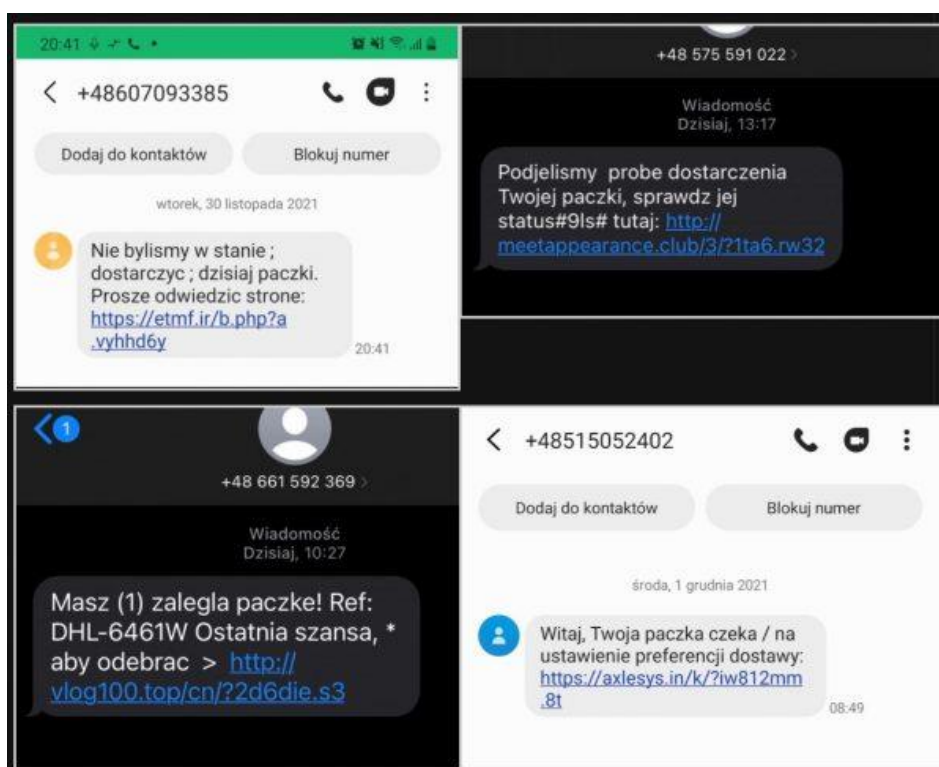 20:41
+48607093385
Dodaj do kontaktów
Blokuj numer
wtorek, 30 listopada 2021
Nie bylismy w stanie ;
dostarczyc ; dzisiaj paczki.
Prosze odwiedzic strone:
https://etmf.ir/b.php?a
.vyhhd6y
20:41
+48 575 591 022 >
Wiadomość
Dzisiaj, 13:17
Podjelismy probe dostarczenia
Twojej paczki, sprawdz jej
status#9ls# tutaj: http://
meetappearance.club/3/?1ta6.rw32
1
+48 661 592 369 >
Wiadomość
Dzisiaj, 10:27
Masz (1) zalegla paczke! Ref:
DHL-6461W Ostatnia szansa, *
aby odebrac > http://
vlog100.top/cn/?2d6die.s3
+48515052402
Dodaj do kontaktów
Blokuj numer
środa, 1 grudnia 2021
Witaj, Twoja paczka czeka / na
ustawienie preferencji dostawy:
https://axlesys.in/k/?iw812mm
.8t
08:49